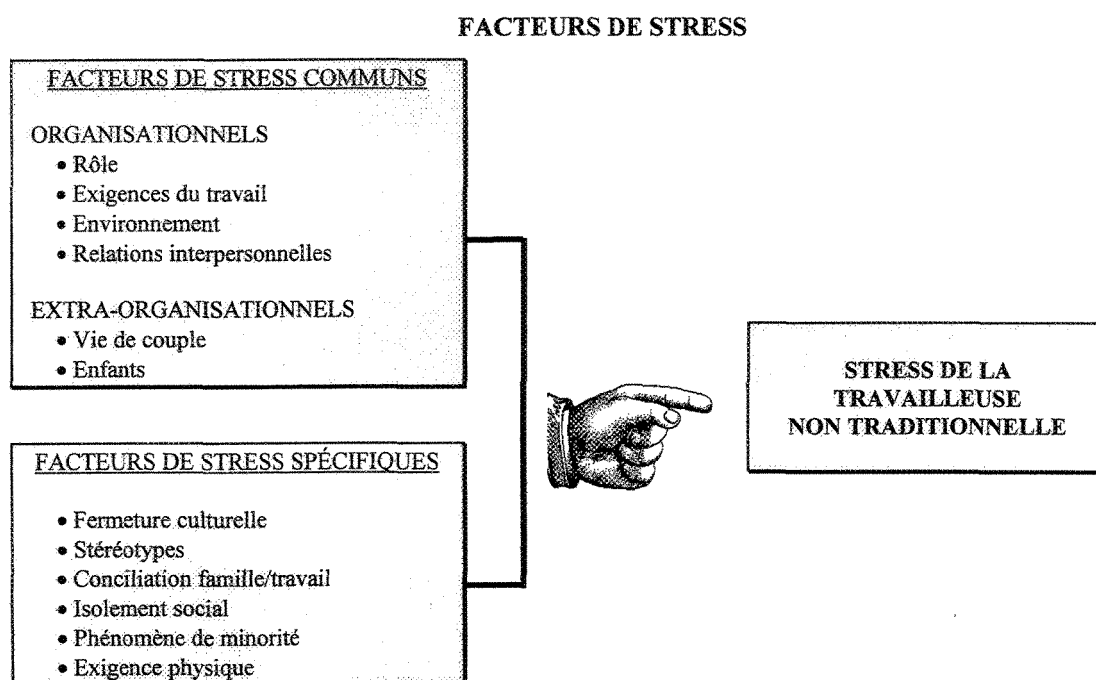 FACTEURS DE STRESS
FACTEURS DE STRESS COMMUNS
ORGANISATIONNELS
• Rôle
• Exigences du travail
• Environnement
• Relations interpersonnelles
EXTRA-ORGANISATIONNELS
• Vie de couple
• Enfants
STRESS DE LA
TRAVAILLEUSE
NON TRADITIONNELLE
FACTEURS DE STRESS SPÉCIFIQUES
• Fermeture culturelle
• Stéréotypes
• Conciliation famille/travail
• Isolement social
• Phénomène de minorité
• Exigence physique